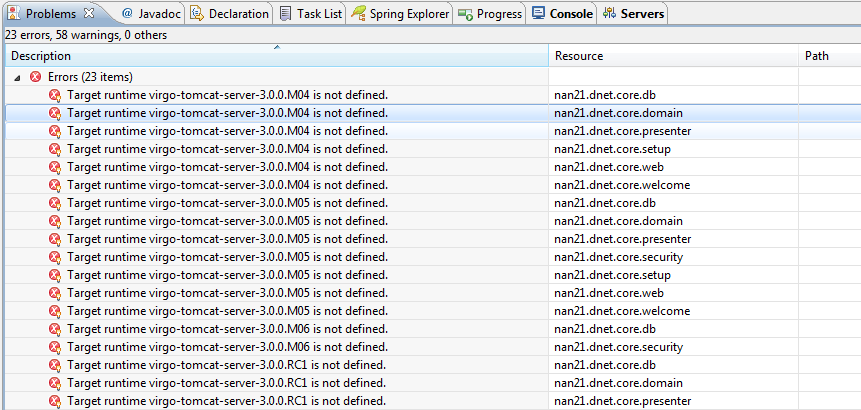 Problems @ Javadoc Declaration Task List Spring Explorer Progress Console Servers
23 errors, 58 warnings, 0 others
Description Resource Path
Errors (23 items)
Target runtime virgo-tomcat-server-3.0.0.M04 is not defined. nan21.dnet.core.db
Target runtime virgo-tomcat-server-3.0.0.M04 is not defined. nan21.dnet.core.domain
Target runtime virgo-tomcat-server-3.0.0.M04 is not defined. nan21.dnet.core.presenter
Target runtime virgo-tomcat-server-3.0.0.M04 is not defined. nan21.dnet.core.setup
Target runtime virgo-tomcat-server-3.0.0.M04 is not defined. nan21.dnet.core.web
Target runtime virgo-tomcat-server-3.0.0.M04 is not defined. nan21.dnet.core.welcome
Target runtime virgo-tomcat-server-3.0.0.M05 is not defined. nan21.dnet.core.db
Target runtime virgo-tomcat-server-3.0.0.M05 is not defined. nan21.dnet.core.domain
Target runtime virgo-tomcat-server-3.0.0.M05 is not defined. nan21.dnet.core.presenter
Target runtime virgo-tomcat-server-3.0.0.M05 is not defined. nan21.dnet.core.security
Target runtime virgo-tomcat-server-3.0.0.M05 is not defined. nan21.dnet.core.setup
Target runtime virgo-tomcat-server-3.0.0.M05 is not defined. nan21.dnet.core.web
Target runtime virgo-tomcat-server-3.0.0.M05 is not defined. nan21.dnet.core.welcome
Target runtime virgo-tomcat-server-3.0.0.M06 is not defined. nan21.dnet.core.db
Target runtime virgo-tomcat-server-3.0.0.M06 is not defined. nan21.dnet.core.security
Target runtime virgo-tomcat-server-3.0.0.RC1 is not defined. nan21.dnet.core.db
Target runtime virgo-tomcat-server-3.0.0.RC1 is not defined. nan21.dnet.core.domain
Target runtime virgo-tomcat-server-3.0.0.RC1 is not defined. nan21.dnet.core.presenter